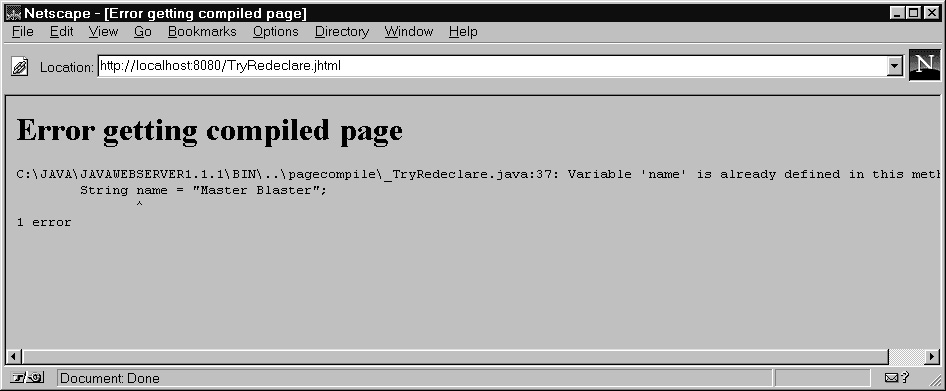 Netscape - [Error getting compiled page]
File Edit View Go Bookmarks Options Directory Window Help
Location: http://localhost:8080/TryRedeclare.jhtml
N
Error getting compiled page
C:\JAVA\JAVAWEBSERVER1.1.1\BIN\..\pagecompile\_TryRedeclare.java:37: Variable 'name' is already defined in this meth
String name = "Master Blaster";
^
1 error
Document: Done
?